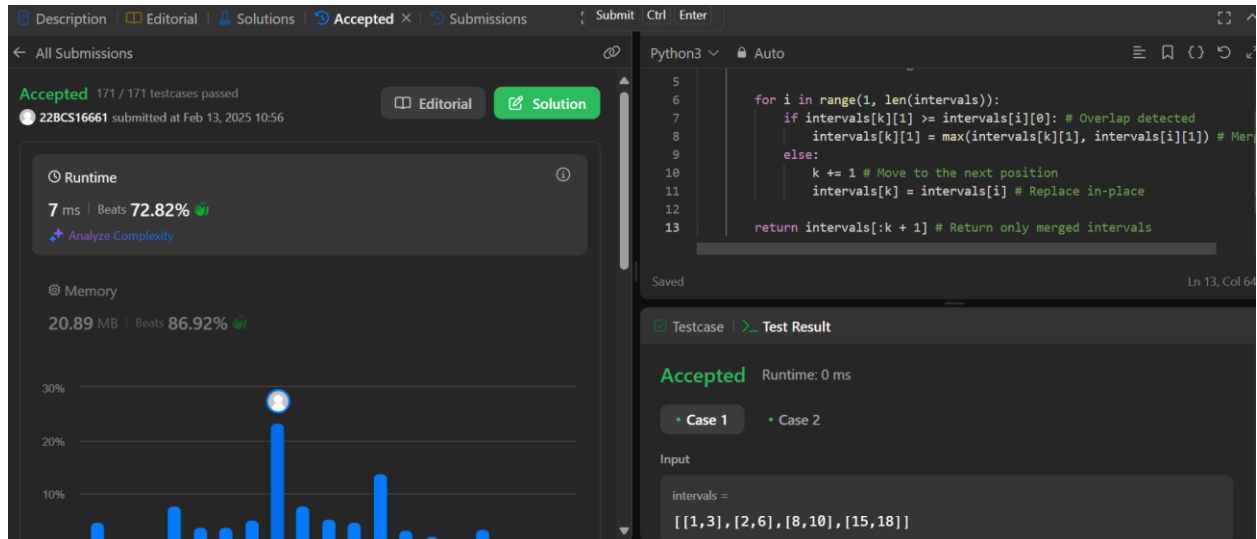 Description | Editorial | Solutions | Accepted × | Submissions
Submit Ctrl Enter
← All Submissions
Accepted 171 / 171 testcases passed
22BCS16661 submitted at Feb 13, 2025 10:56
Editorial
Solution
Runtime
7 ms | Beats 72.82%
Analyze Complexity
Memory
20.89 MB | Beats 86.92%
30%
20%
10%
Python3 Auto
5
6 for i in range(1, len(intervals)):
7 if intervals[k][1] >= intervals[i][0]: # Overlap detected
8 intervals[k][1] = max(intervals[k][1], intervals[i][1]) # Mer
9 else:
10 k += 1 # Move to the next position
11 intervals[k] = intervals[i] # Replace in-place
12
13 return intervals[:k + 1] # Return only merged intervals
Saved
Ln 13, Col 64
Testcase | >_ Test Result
Accepted Runtime: 0 ms
• Case 1 • Case 2
Input
intervals =
[[1,3],[2,6],[8,10],[15,18]]